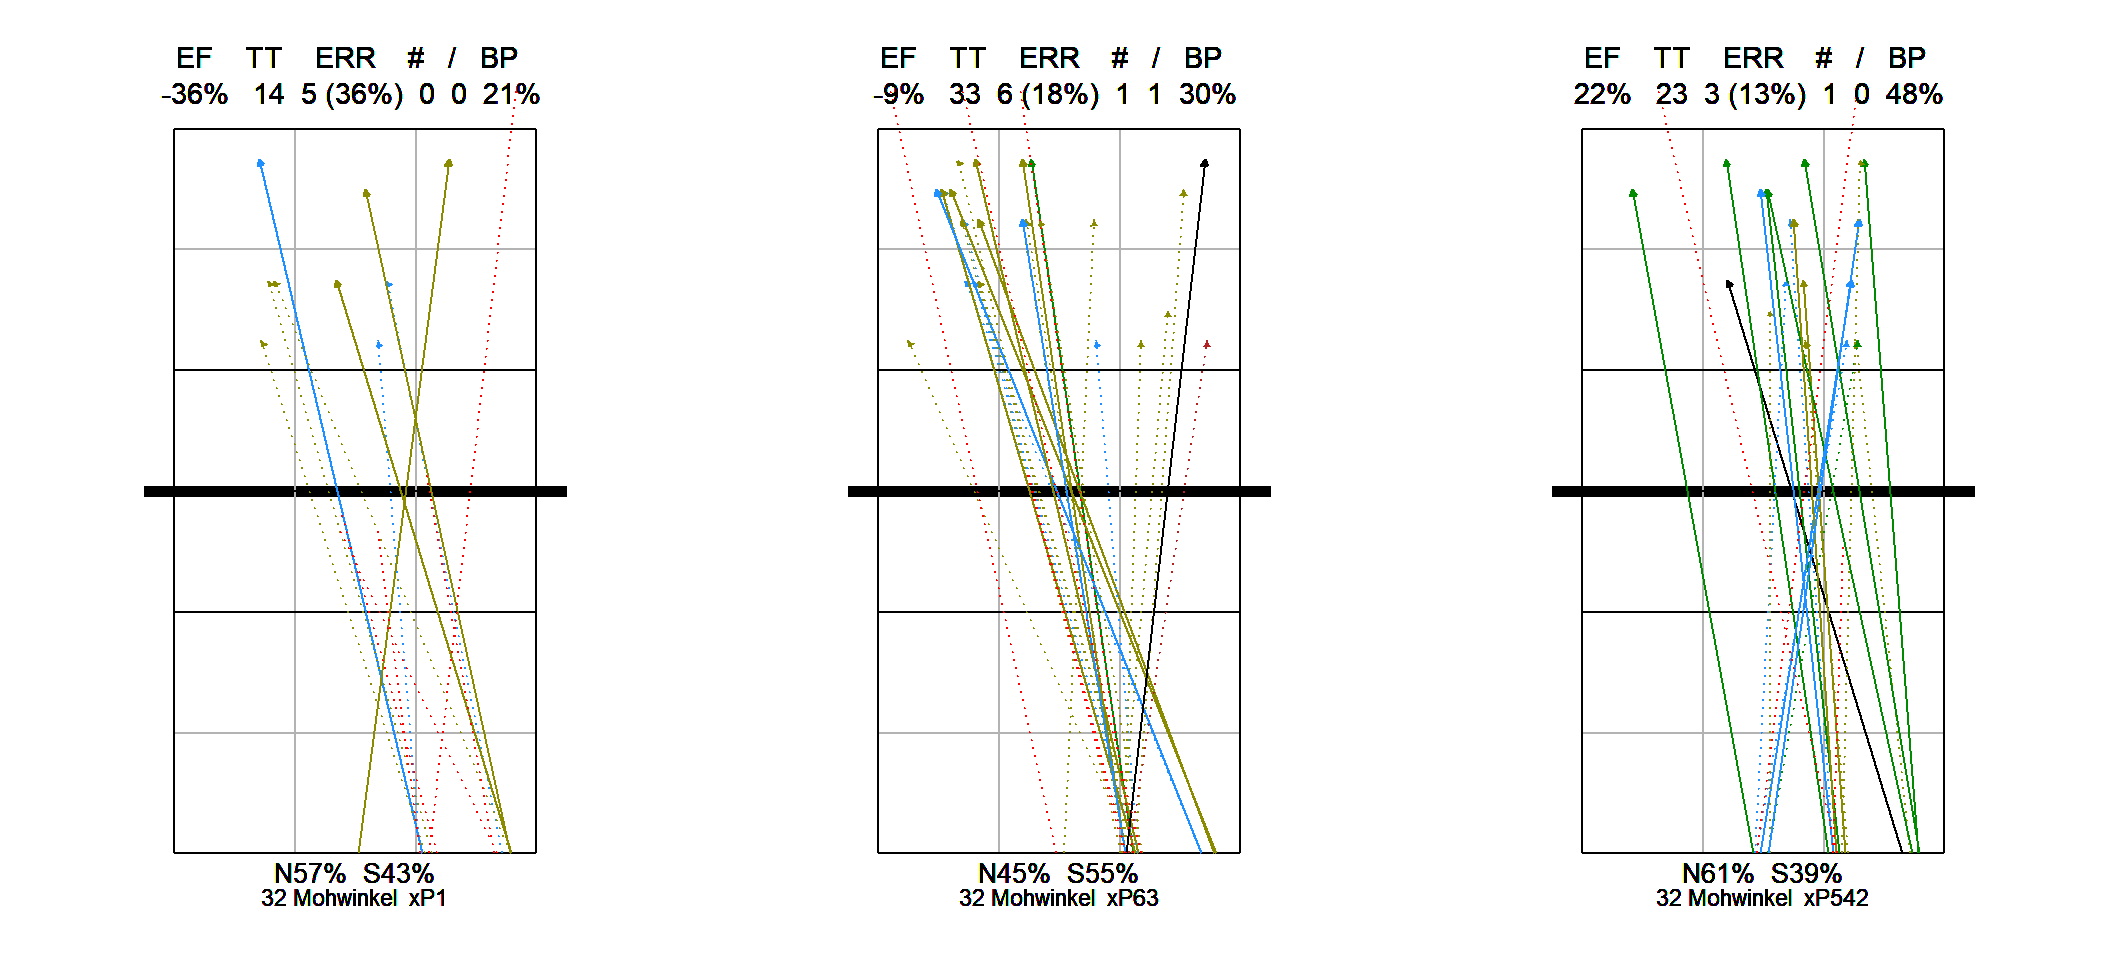 EF TT ERR # / BP
-36% 14 5 (36%) 0 0 21%
N57% S43%
32 Mohwinkel xP1
EF TT ERR # / BP
-9% 33 6 (18%) 1 1 30%
N45% S55%
32 Mohwinkel xP63
EF TT ERR # / BP
22% 23 3 (13%) 1 0 48%
N61% S39%
32 Mohwinkel xP542